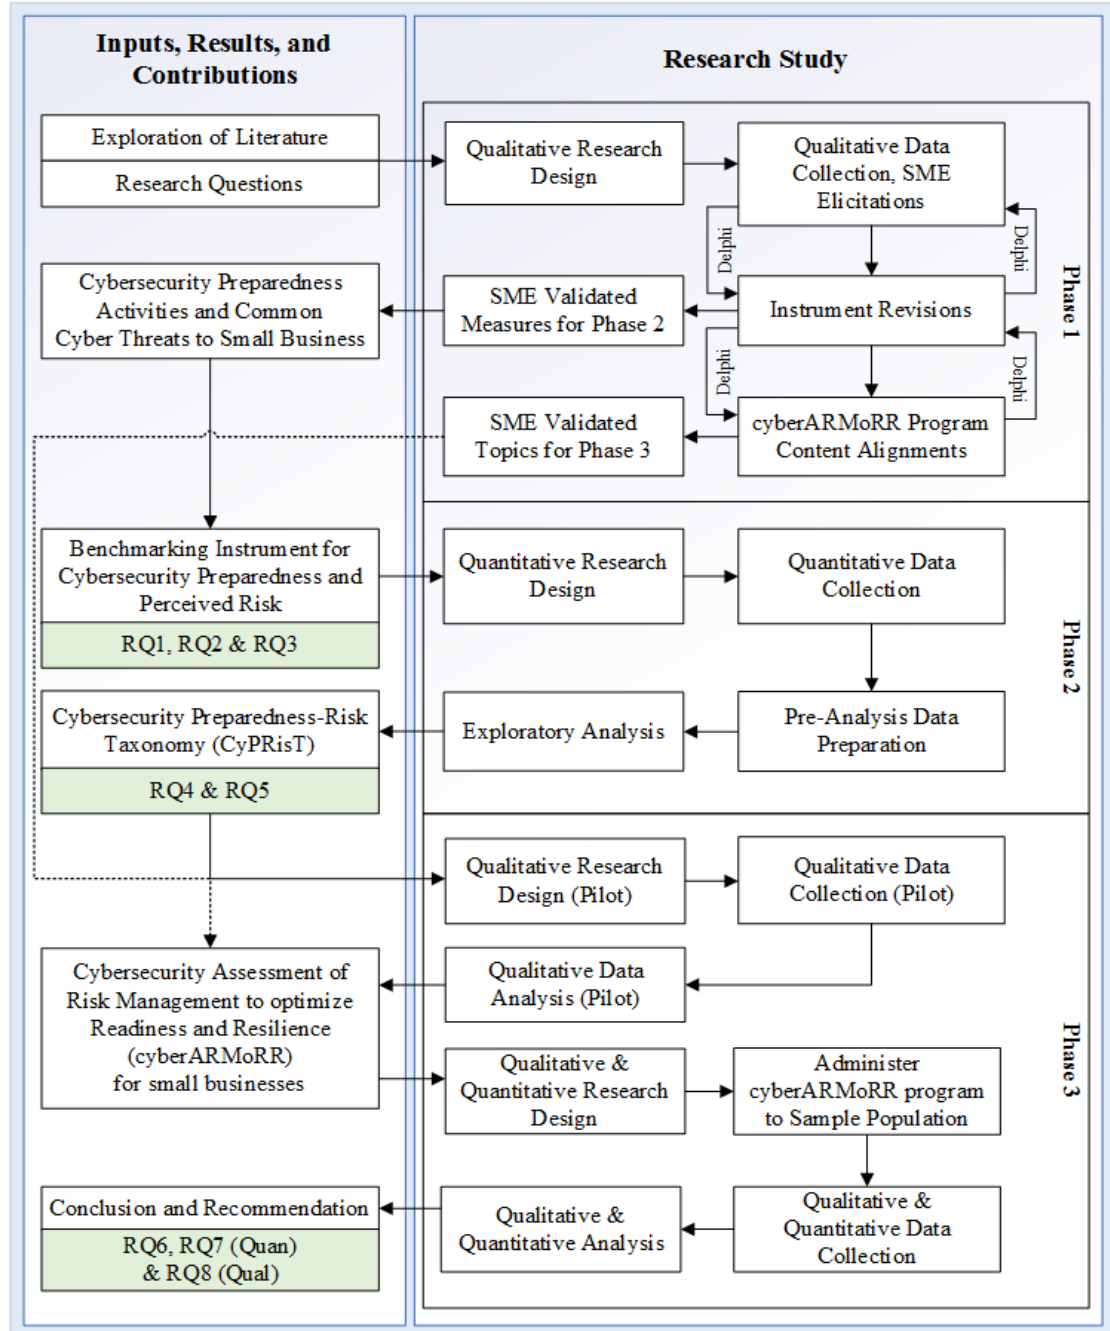 Inputs, Results, and
Contributions
Research Study
Exploration of Literature
Research Questions
Qualitative Research
Design
Qualitative Data
Collection, SME
Elicitations
Delphi
Delphi
Cybersecurity Preparedness
Activities and Common
Cyber Threats to Small Business
SME Validated
Measures for Phase 2
Instrument Revisions
Phase 1
Delphi
Delphi
SME Validated
Topics for Phase 3
cyberARMoRR Program
Content Alignments
Benchmarking Instrument for
Cybersecurity Preparedness and
Perceived Risk
RQ1, RQ2 & RQ3
Quantitative Research
Design
Quantitative Data
Collection
Phase 2
Cybersecurity Preparedness-Risk
Taxonomy (CyPRisT)
RQ4 & RQ5
Exploratory Analysis
Pre-Analysis Data
Preparation
Qualitative Research
Design (Pilot)
Qualitative Data
Collection (Pilot)
Cybersecurity Assessment of
Risk Management to optimize
Readiness and Resilience
(cyberARMoRR)
for small businesses
Qualitative Data
Analysis (Pilot)
Phase 3
Qualitative &
Quantitative Research
Design
Administer
cyberARMoRR program
to Sample Population
Conclusion and Recommendation
RQ6, RQ7 (Quan)
& RQ8 (Qual)
Qualitative &
Quantitative Analysis
Qualitative &
Quantitative Data
Collection